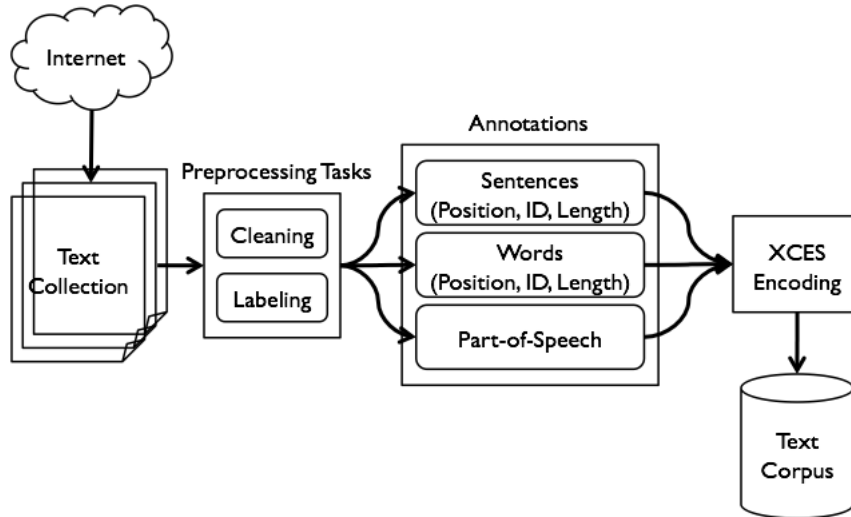 Internet
Text
Collection
Preprocessing Tasks
Cleaning
Labeling
Annotations
Sentences
(Position, ID, Length)
Words
(Position, ID, Length)
Part-of-Speech
XCES
Encoding
Text
Corpus